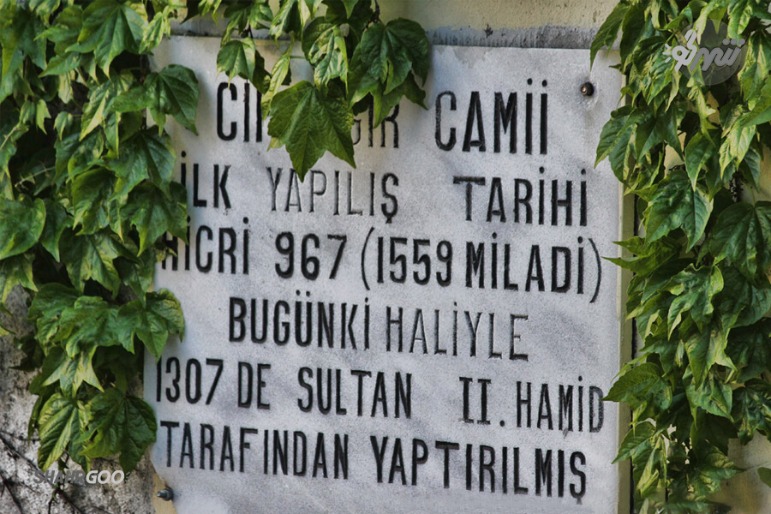 CAMİİ
İLK YAPILIŞ TARİHİ
HİCRİ 967 (1559 MİLADİ)
BUGÜNKİ HALİYLE
1307 DE SULTAN II. HAMİD
TARAFINDAN YAPTIRILMIŞ